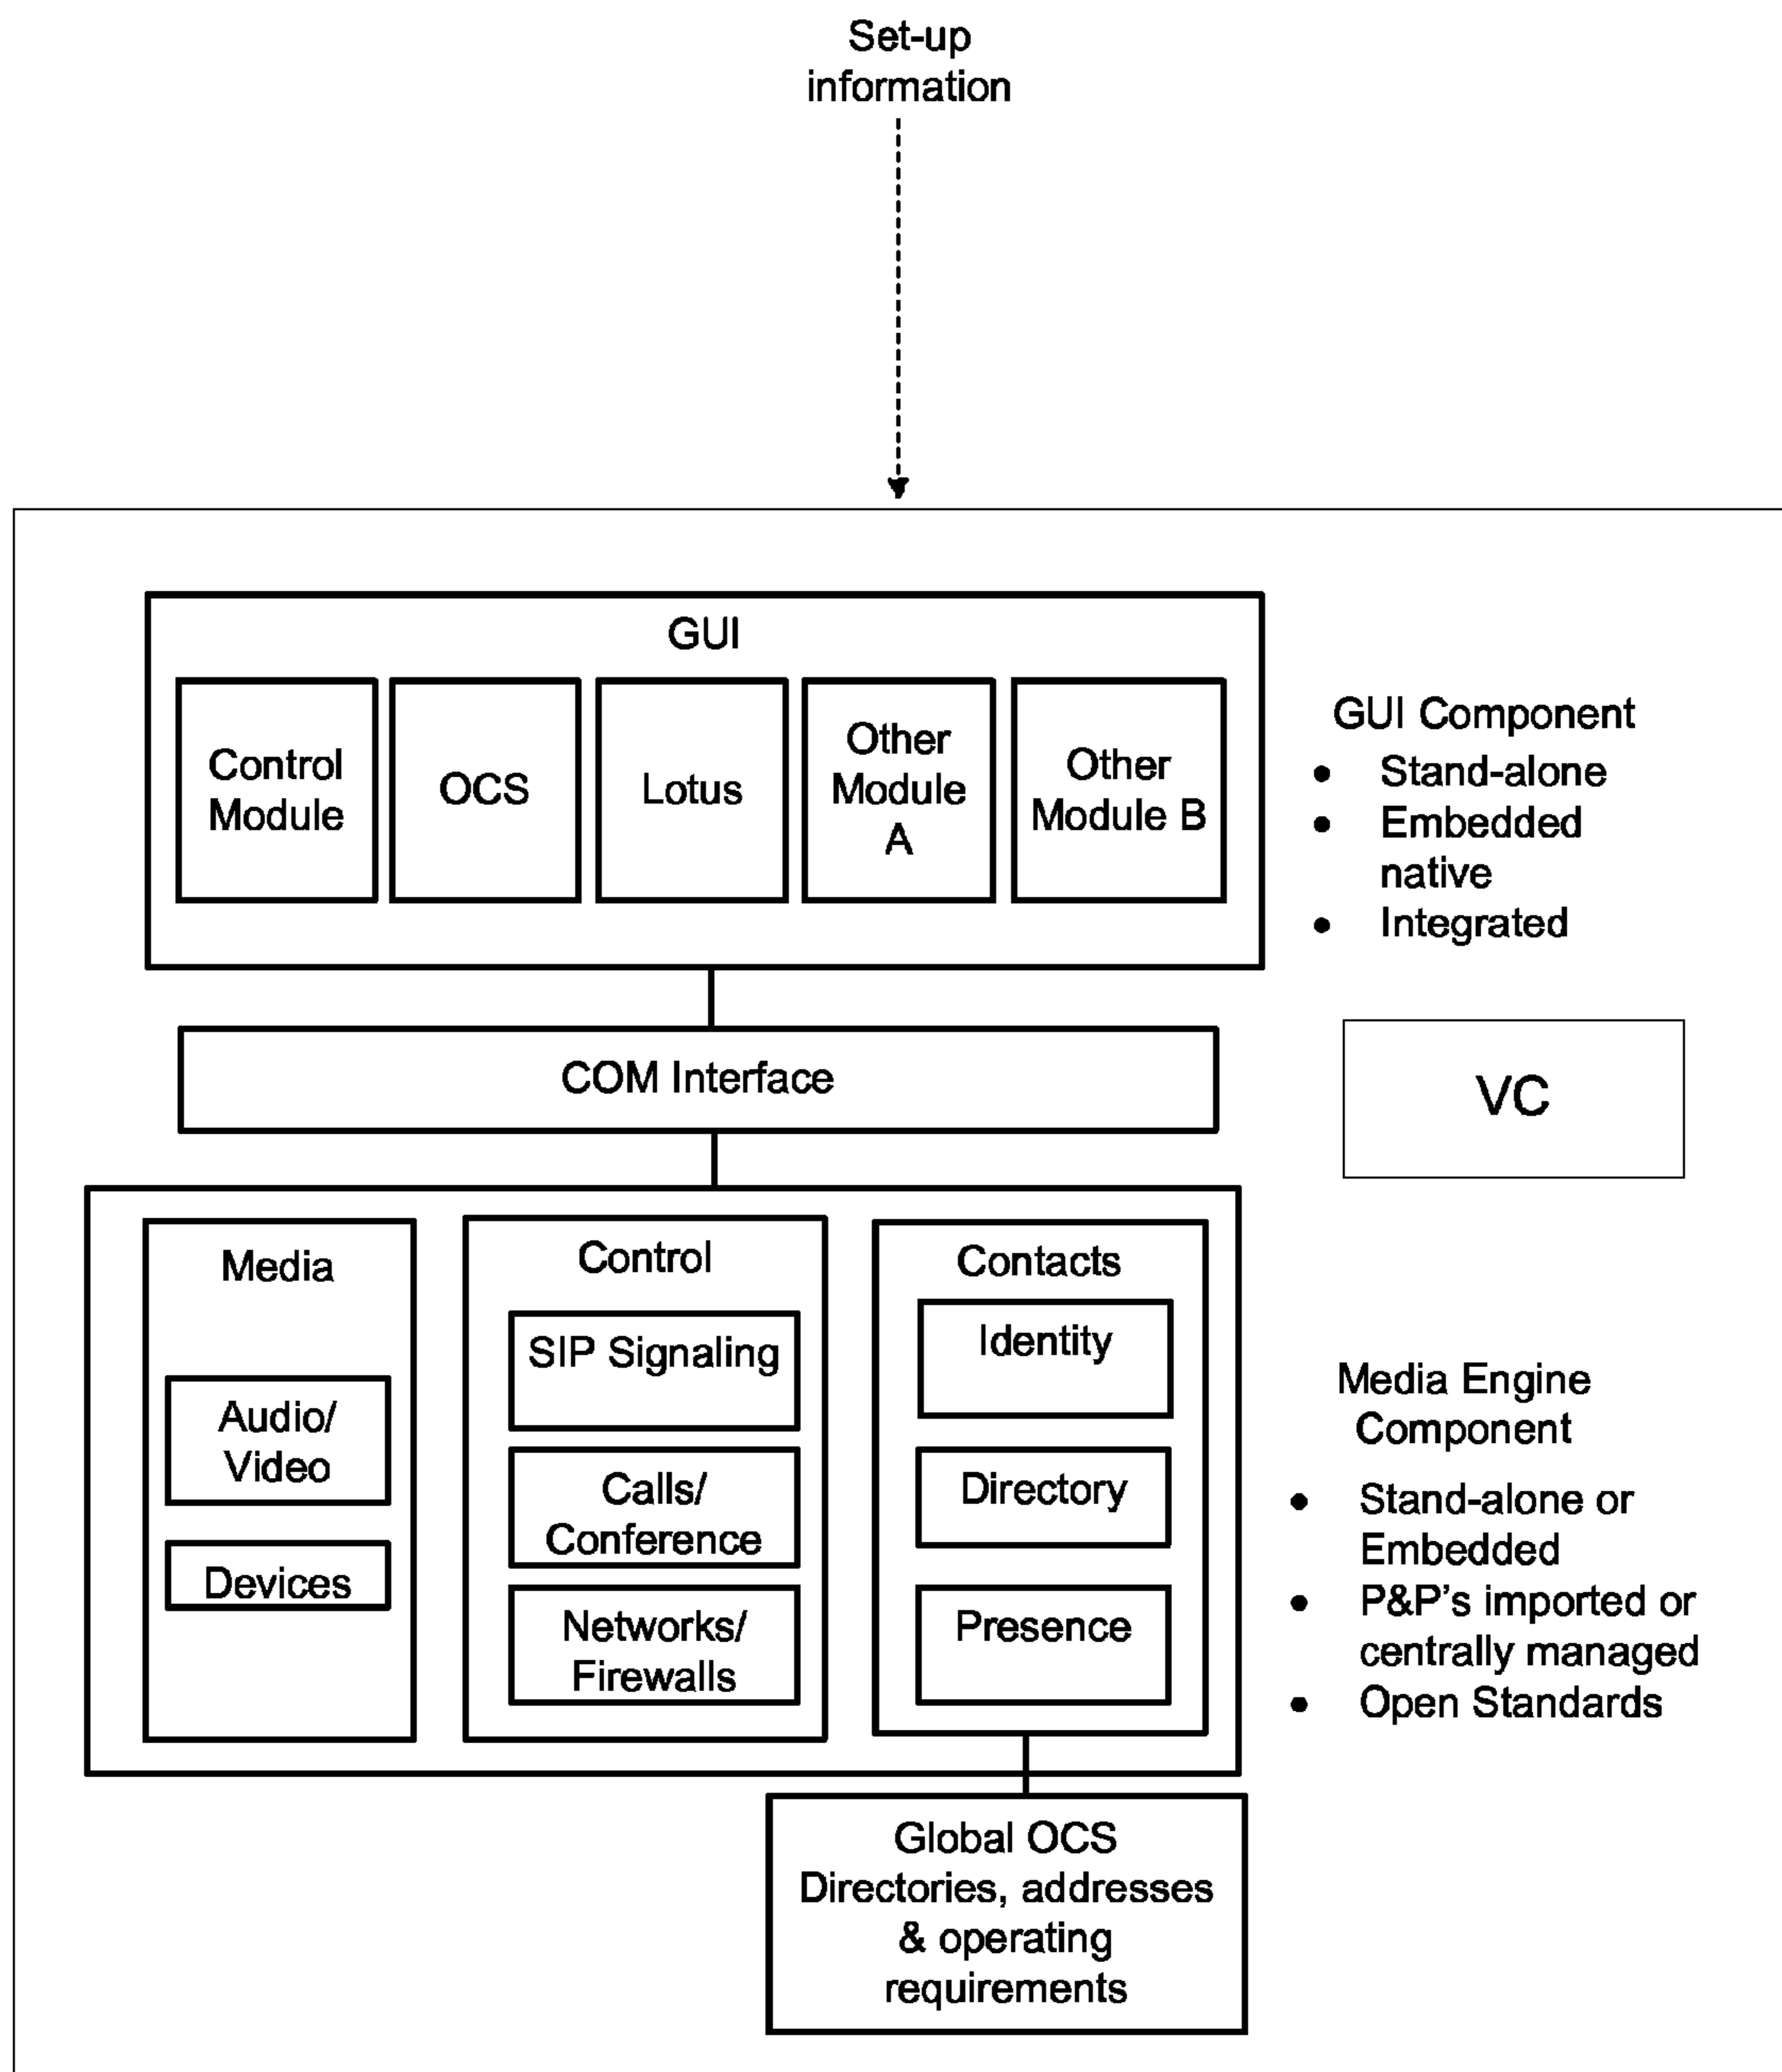 Set-up
information
GUI
Control
Module
OCS
Lotus
Other
Module
A
Other
Module B
GUI Component
• Stand-alone
• Embedded
native
• Integrated
COM Interface
VC
Media
Audio/
Video
Devices
Control
SIP Signaling
Calls/
Conference
Networks/
Firewalls
Contacts
Identity
Directory
Presence
Media Engine
Component
• Stand-alone or
Embedded
• P&P’s imported or
centrally managed
• Open Standards
Global OCS
Directories, addresses
& operating
requirements